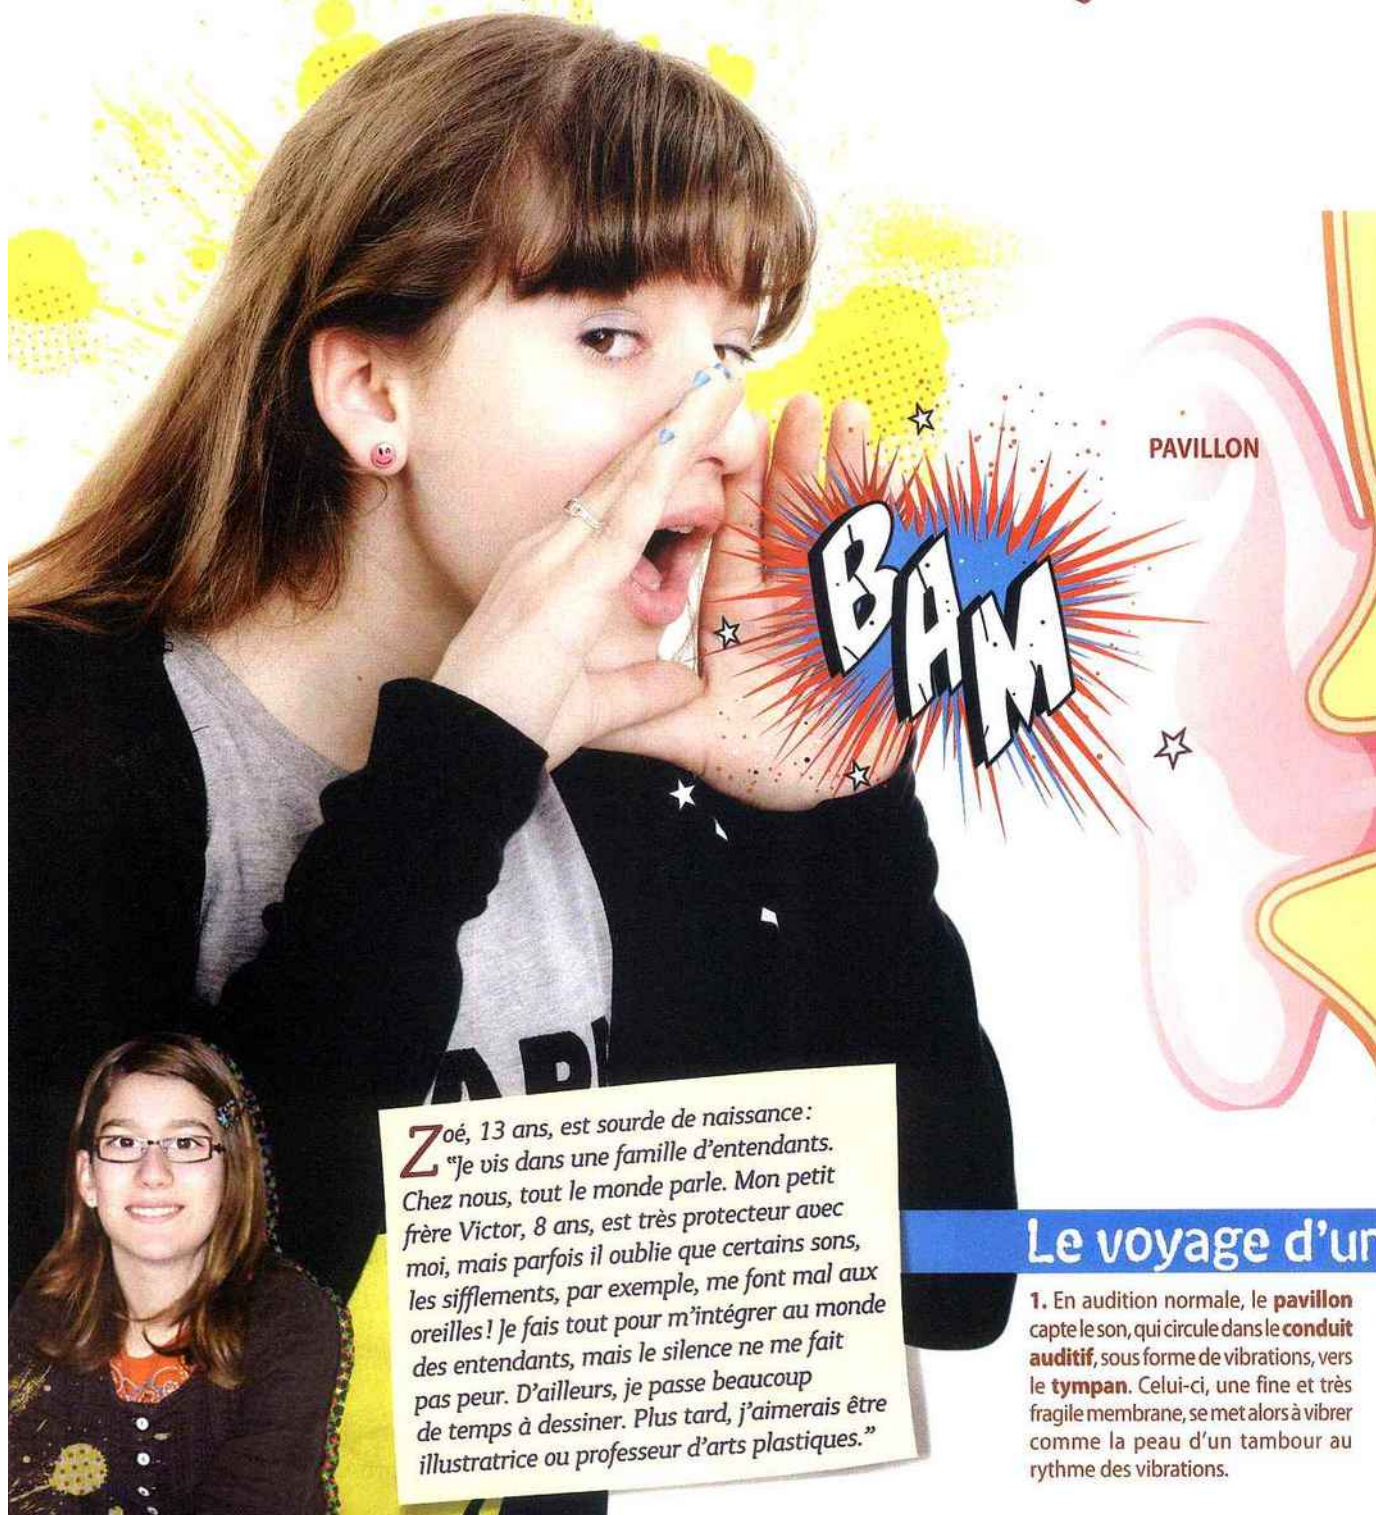 PAVILLON
BAM
Zoé, 13 ans, est sourde de naissance :
"Je vis dans une famille d'entendants.
Chez nous, tout le monde parle. Mon petit
frère Victor, 8 ans, est très protecteur avec
moi, mais parfois il oublie que certains sons,
les sifflements, par exemple, me font mal aux
oreilles ! Je fais tout pour m'intégrer au monde
des entendants, mais le silence ne me fait
pas peur. D'ailleurs, je passe beaucoup
de temps à dessiner. Plus tard, j'aimerais être
illustratrice ou professeur d'arts plastiques."
Le voyage d'un
1. En audition normale, le pavillon
capte le son, qui circule dans le conduit
auditif, sous forme de vibrations, vers
le tympan. Celui-ci, une fine et très
fragile membrane, se met alors à vibrer
comme la peau d'un tambour au
rythme des vibrations.